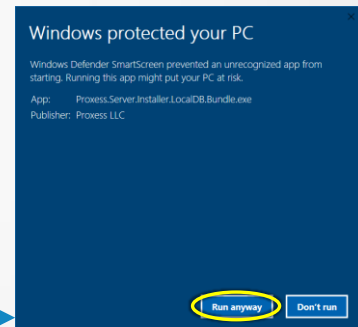 Windows protected your PC
Windows Defender SmartScreen prevented an unrecognized app from
starting. Running this app might put your PC at risk.
App: Proxess.Server.Installer.LocalDB.Bundle.exe
Publisher: Proxess LLC
Run anyway Don't run